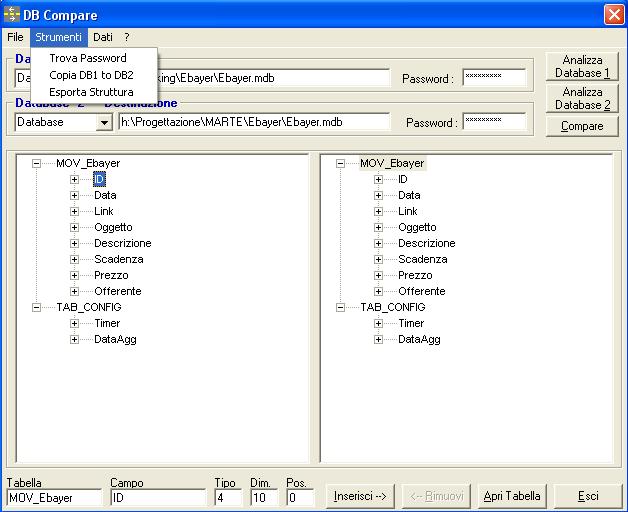 DB Compare
File Strumenti Dati ?
Trova Password
Copia DB1 to DB2
Esporta Struttura
Da
Da king\Ebayer\Ebayer.mdb Password : *********
Analizza
Database 1
Database 2 Destinazione
Database h:\Progettazione\MARTE\Ebayer\Ebayer.mdb Password : *********
Analizza
Database 2
Compare
MOV_Ebayer
ID
Data
Link
Oggetto
Descrizione
Scadenza
Prezzo
Offerente
TAB_CONFIG
Timer
DataAgg
MOV_Ebayer
ID
Data
Link
Oggetto
Descrizione
Scadenza
Prezzo
Offerente
TAB_CONFIG
Timer
DataAgg
Tabella Campo Tipo Dim. Pos.
MOV_Ebayer ID 4 10 0 Inserisci --> <-- Rimuovi Apri Tabella Esci